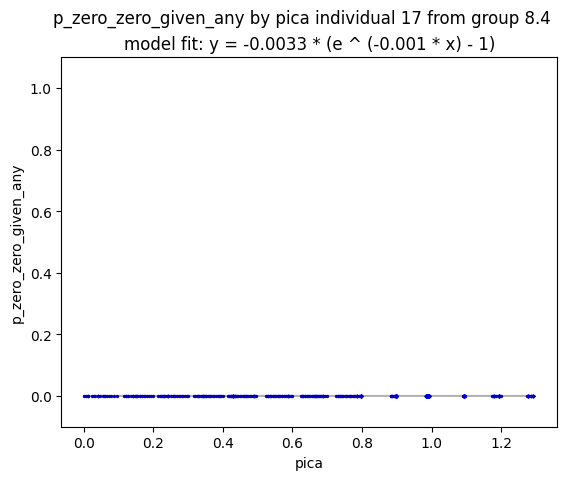 p_zero_zero_given_any by pica individual 17 from group 8.4
model fit: y = -0.0033 * (e ^ (-0.001 * x) - 1)
p_zero_zero_given_any
1.0
0.8
0.6
0.4
0.2
0.0
0.0 0.2 0.4 0.6 0.8 1.0 1.2
pica